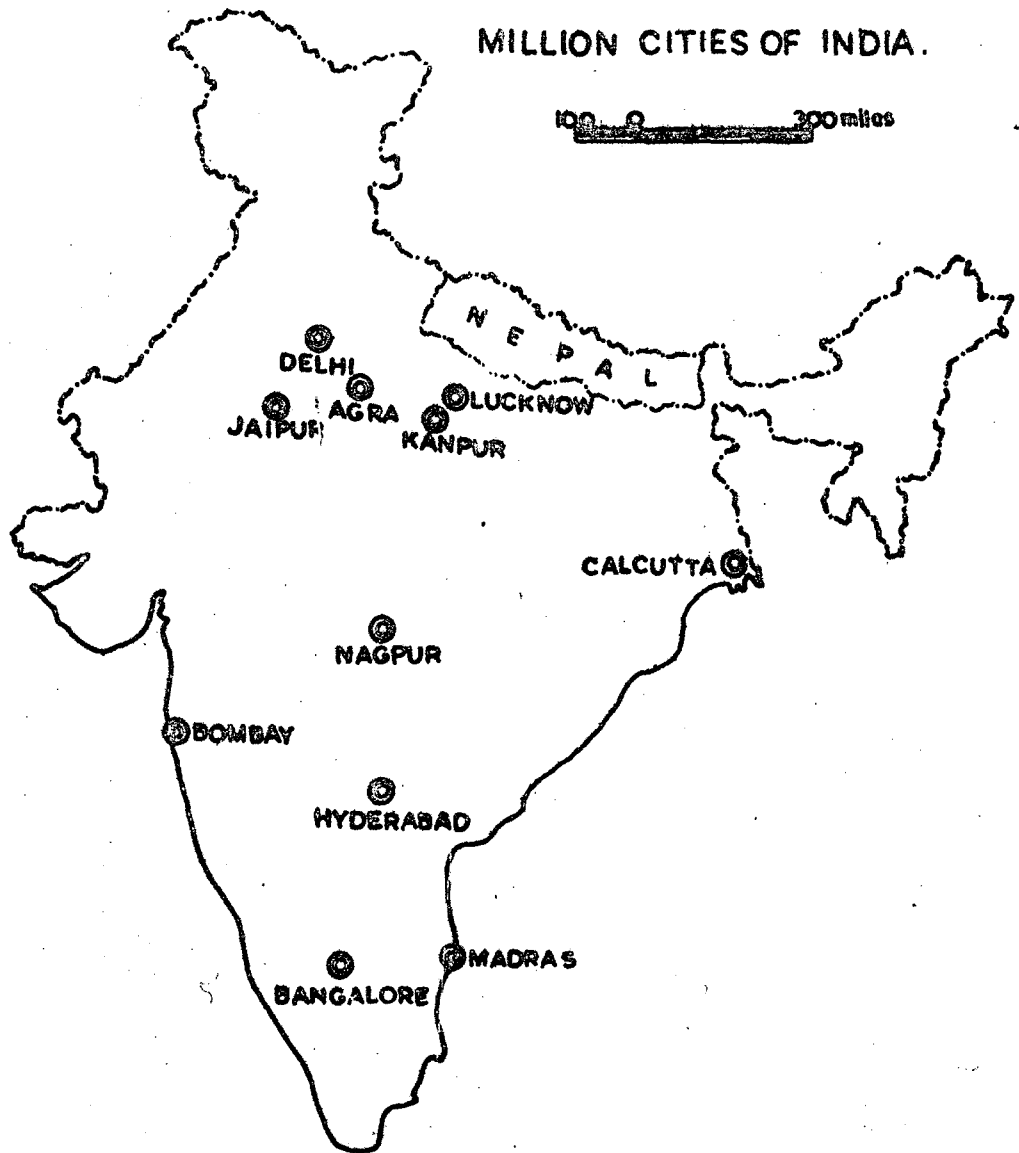 MILLION CITIES OF INDIA.
100 0 300 miles
NEPAL
DELHI
AGRA
LUCKNOW
JAIPUR
KANPUR
CALCUTTA
NAGPUR
BOMBAY
HYDERABAD
MADRAS
BANGALORE